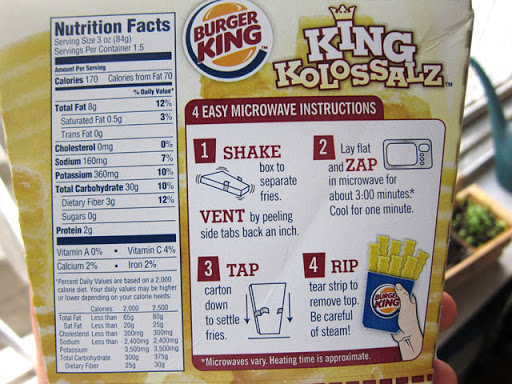 Nutrition Facts
Serving Size 3 oz (84g)
Servings Per Container 1.5
Amount Per Serving
Calories 170 Calories from Fat 70
% Daily Value*
Total Fat 8g 12%
Saturated Fat 0.5g 3%
Trans Fat 0g
Cholesterol 0mg 0%
Sodium 160mg 7%
Potassium 360mg 10%
Total Carbohydrate 30g 10%
Dietary Fiber 3g 12%
Sugars 0g
Protein 2g
Vitamin A 0% • Vitamin C 4%
Calcium 2% • Iron 2%
*Percent Daily Values are based on a 2,000
calorie diet. Your daily values may be higher
or lower depending on your calorie needs:
Calories: 2,000 2,500
Total Fat Less than 65g 80g
Sat Fat Less than 20g 25g
Cholesterol Less than 300mg 300mg
Sodium Less than 2,400mg 2,400mg
Potassium 3,500mg 3,500mg
Total Carbohydrate 300g 375g
Dietary Fiber 25g 30g
BURGER
KING
KING
KOLOSSALZ™
4 EASY MICROWAVE INSTRUCTIONS
1 SHAKE
box to
separate
fries.
VENT by peeling
side tabs back an inch.
2 Lay flat
and ZAP
in microwave for
about 3:00 minutes.*
Cool for one minute.
3 TAP
carton
down
to settle
fries.
4 RIP
tear strip to
remove top.
Be careful
of steam!
BURGER
KING
*Microwaves vary. Heating time is approximate.